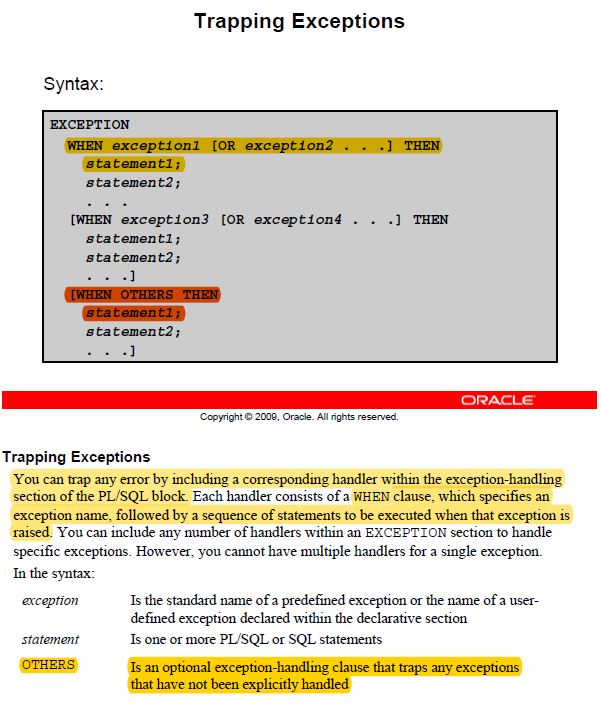 Trapping Exceptions
Syntax:
EXCEPTION
WHEN exception1 [OR exception2 . . .] THEN
statement1;
statement2;
. . .
[WHEN exception3 [OR exception4 . . .] THEN
statement1;
statement2;
. . .]
[WHEN OTHERS THEN
statement1;
statement2;
. . .]
ORACLE
Copyright © 2009, Oracle. All rights reserved.
Trapping Exceptions
You can trap any error by including a corresponding handler within the exception-handling
section of the PL/SQL block. Each handler consists of a WHEN clause, which specifies an
exception name, followed by a sequence of statements to be executed when that exception is
raised. You can include any number of handlers within an EXCEPTION section to handle
specific exceptions. However, you cannot have multiple handlers for a single exception.
In the syntax:
exception Is the standard name of a predefined exception or the name of a user-
defined exception declared within the declarative section
statement Is one or more PL/SQL or SQL statements
OTHERS Is an optional exception-handling clause that traps any exceptions
that have not been explicitly handled